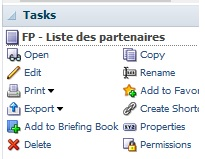 Tasks
FP - Liste des partenaires
Open Copy
Edit Rename
Print Add to Favor
Export Create Shortc
Add to Briefing Book Properties
Delete Permissions